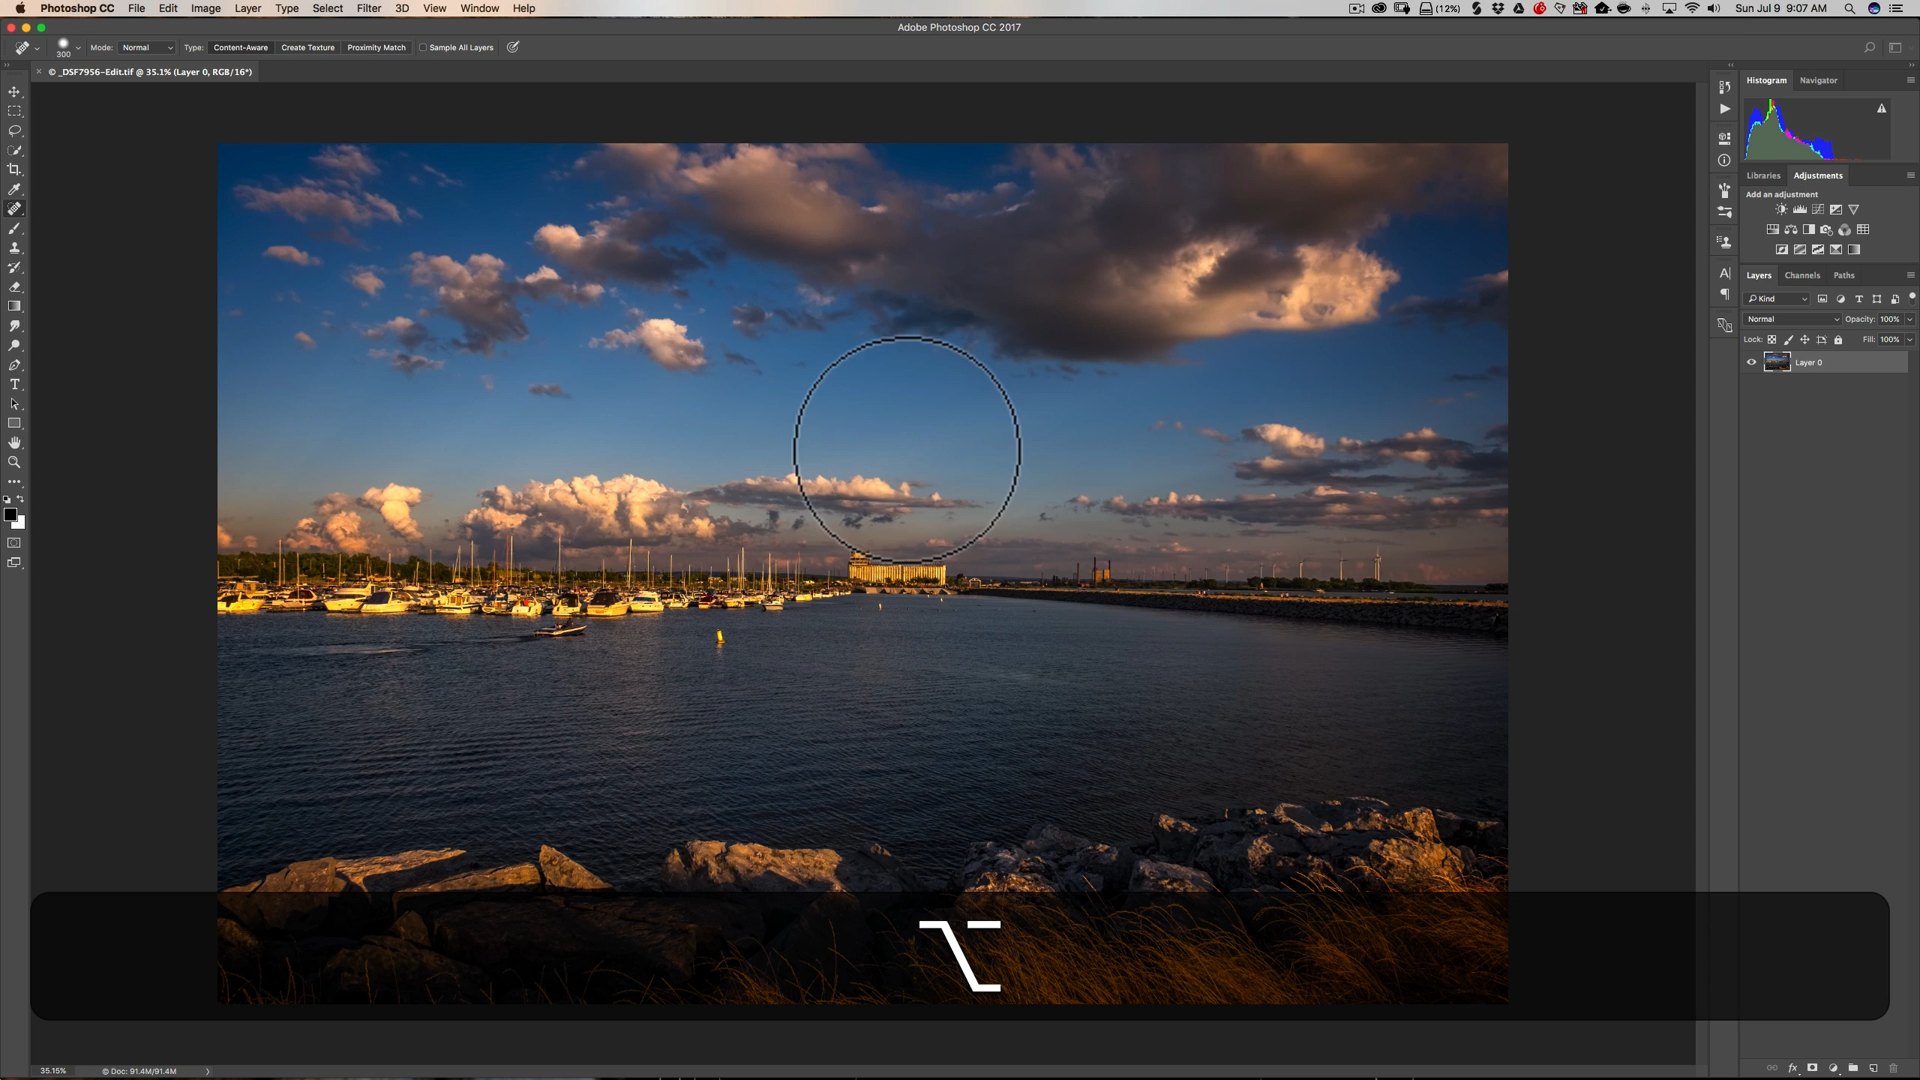 Photoshop CC File Edit Image Layer Type Select Filter 3D View Window Help (12%) Sun Jul 9 9:07 AM
Adobe Photoshop CC 2017
300 Mode: Normal Type: Content-Aware Create Texture Proximity Match Sample All Layers
× © _DSF7956-Edit.tif @ 35.1% (Layer 0, RGB/16*)
Histogram Navigator
Libraries Adjustments
Add an adjustment
Layers Channels Paths
Kind
Normal Opacity: 100%
Lock: Fill: 100%
Layer 0
⌥
35.15% © Doc: 91.4M/91.4M